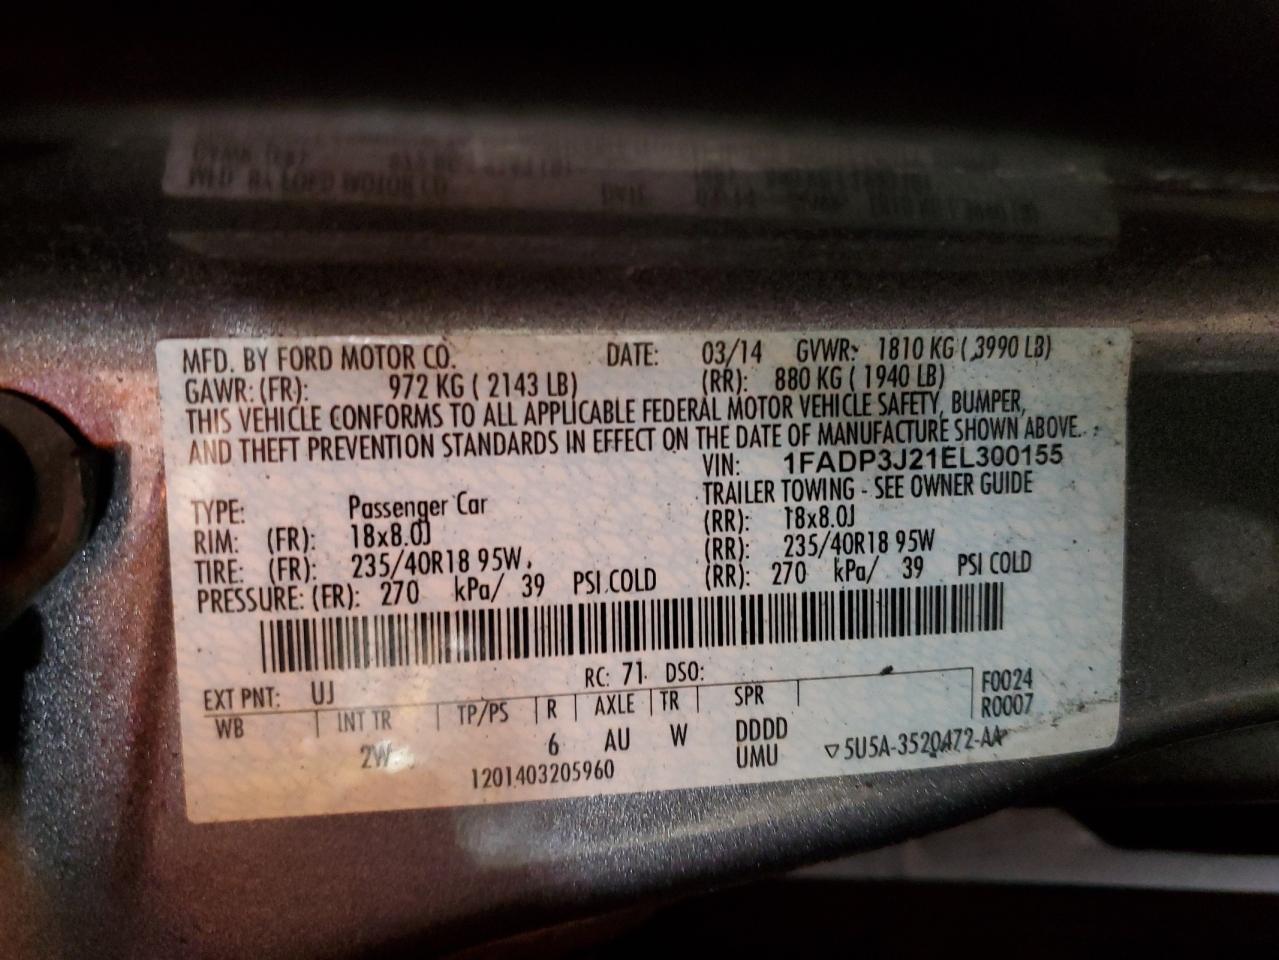 MFD. BY FORD MOTOR CO. DATE: 03/14 GVWR: 1810 KG ( 3990 LB)
GAWR: (FR): 972 KG ( 2143 LB) (RR): 880 KG ( 1940 LB)
THIS VEHICLE CONFORMS TO ALL APPLICABLE FEDERAL MOTOR VEHICLE SAFETY, BUMPER,
AND THEFT PREVENTION STANDARDS IN EFFECT ON THE DATE OF MANUFACTURE SHOWN ABOVE.
VIN: 1FADP3J21EL300155
TRAILER TOWING - SEE OWNER GUIDE
TYPE: Passenger Car
RIM: (FR): 18x8.0J (RR): 18x8.0J
TIRE: (FR): 235/40R18 95W (RR): 235/40R18 95W
PRESSURE: (FR): 270 kPa/ 39 PSI COLD (RR): 270 kPa/ 39 PSI COLD
EXT PNT: UJ RC: 71 DSO:
WB INT TR TP/PS R AXLE TR SPR F0024
R0007
2W 6 AU W DDDD
UMU ▽5U5A-3520472-AA
1201403205960